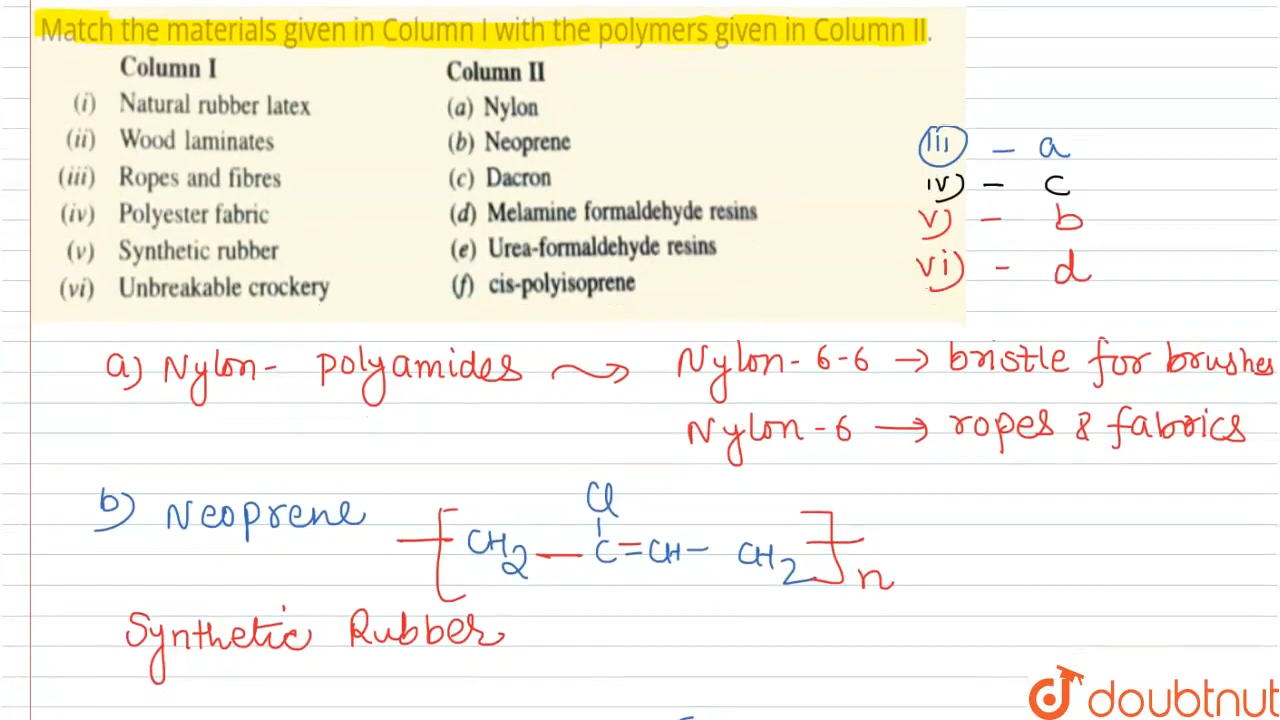 Match the materials given in Column I with the polymers given in Column II.
Column I Column II
(i) Natural rubber latex (a) Nylon
(ii) Wood laminates (b) Neoprene
(iii) Ropes and fibres (c) Dacron
(iv) Polyester fabric (d) Melamine formaldehyde resins
(v) Synthetic rubber (e) Urea-formaldehyde resins
(vi) Unbreakable crockery (f) cis-polyisoprene
iii) - a
iv) - c
v) - b
vi) - d
a) Nylon - polyamides → Nylon-6-6 → bristle for brushes
Nylon-6 → ropes & fabrics
b) Neoprene [CH2-C=CH-CH2]n
Cl
Synthetic Rubber
doubtnut